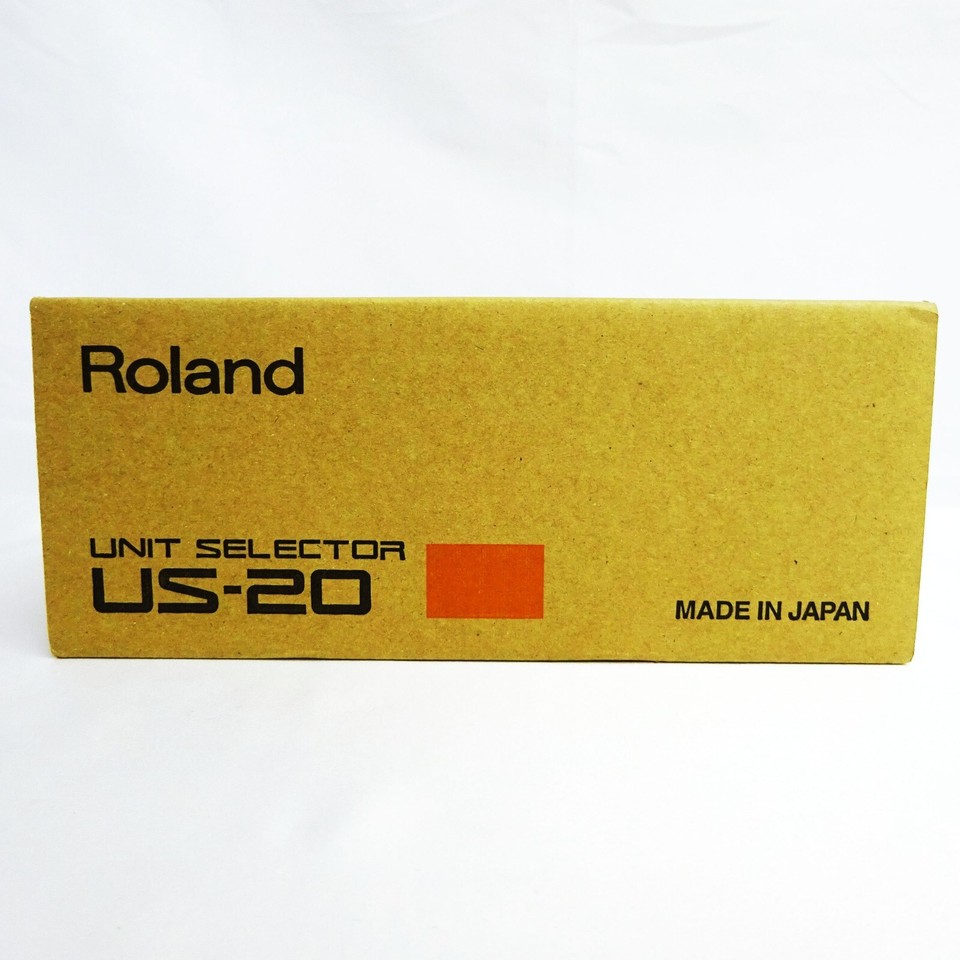 Roland
UNIT SELECTOR
US-20
MADE IN JAPAN